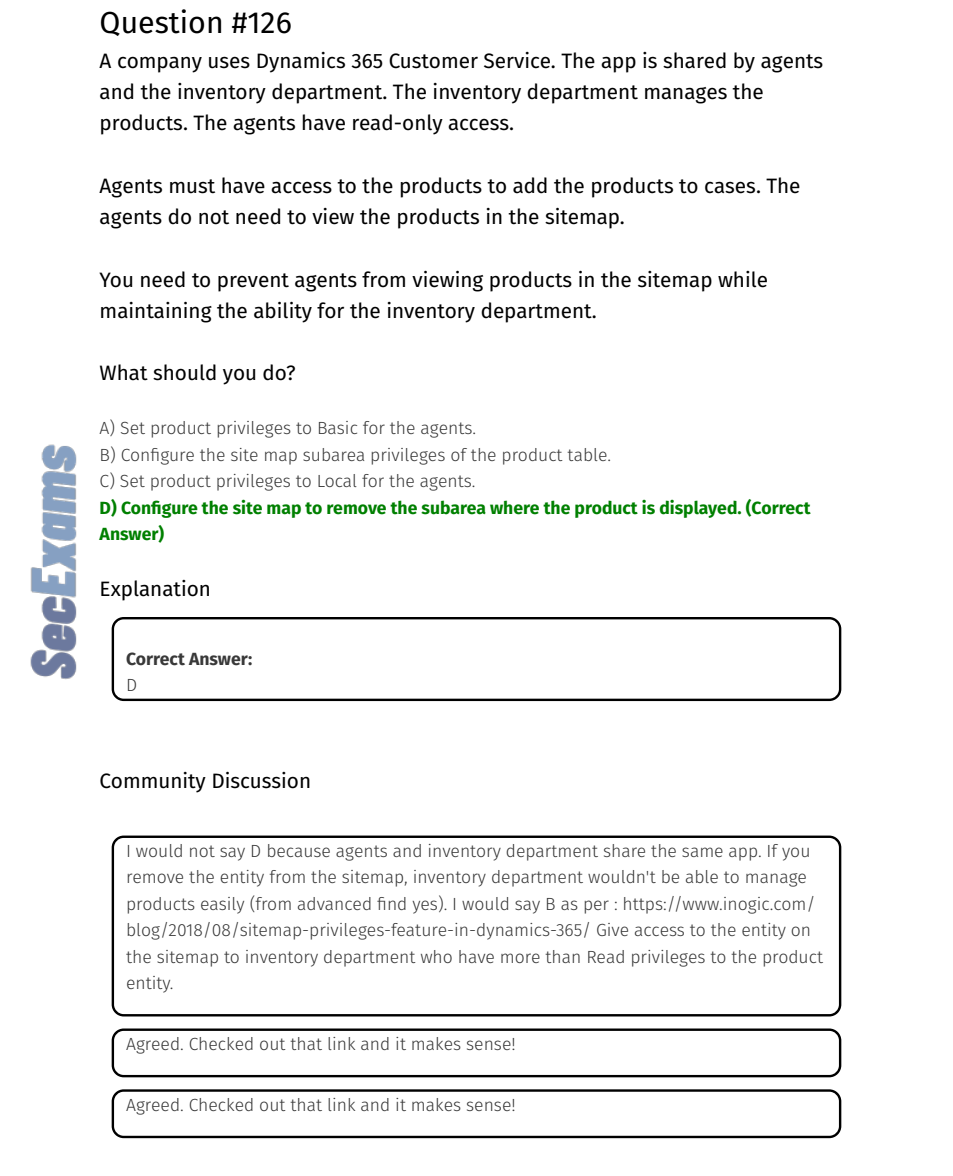 Question #126
A company uses Dynamics 365 Customer Service. The app is shared by agents
and the inventory department. The inventory department manages the
products. The agents have read-only access.
Agents must have access to the products to add the products to cases. The
agents do not need to view the products in the sitemap.
You need to prevent agents from viewing products in the sitemap while
maintaining the ability for the inventory department.
What should you do?
A) Set product privileges to Basic for the agents.
B) Configure the site map subarea privileges of the product table.
C) Set product privileges to Local for the agents.
D) Configure the site map to remove the subarea where the product is displayed. (Correct
Answer)
SecExams
Explanation
Correct Answer:
D
Community Discussion
I would not say D because agents and inventory department share the same app. If you
remove the entity from the sitemap, inventory department wouldn't be able to manage
products easily (from advanced find yes). I would say B as per : https://www.inogic.com/
blog/2018/08/sitemap-privileges-feature-in-dynamics-365/ Give access to the entity on
the sitemap to inventory department who have more than Read privileges to the product
entity.
Agreed. Checked out that link and it makes sense!
Agreed. Checked out that link and it makes sense!